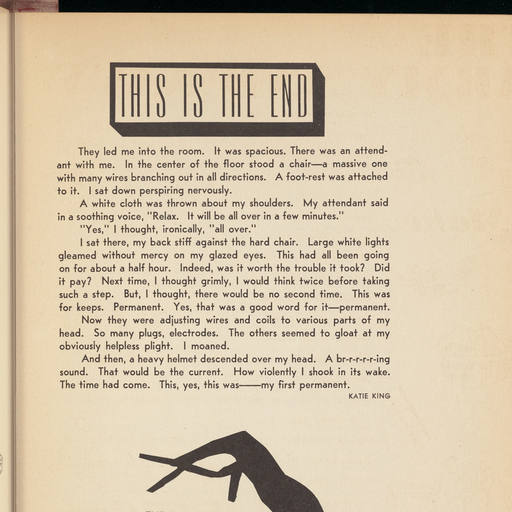 THIS IS THE END
They led me into the room. It was spacious. There was an attend-
ant with me. In the center of the floor stood a chair—a massive one
with many wires branching out in all directions. A foot-rest was attached
to it. I sat down perspiring nervously.
A white cloth was thrown about my shoulders. My attendant said
in a soothing voice, "Relax. It will be all over in a few minutes."
"Yes," I thought, ironically, "all over."
I sat there, my back stiff against the hard chair. Large white lights
gleamed without mercy on my glazed eyes. This had all been going
on for about a half hour. Indeed, was it worth the trouble it took? Did
it pay? Next time, I thought grimly, I would think twice before taking
such a step. But, I thought, there would be no second time. This was
for keeps. Permanent. Yes, that was a good word for it—permanent.
Now they were adjusting wires and coils to various parts of my
head. So many plugs, electrodes. The others seemed to gloat at my
obviously helpless plight. I moaned.
And then, a heavy helmet descended over my head. A br-r-r-r-r-ing
sound. That would be the current. How violently I shook in its wake.
The time had come. This, yes, this was——my first permanent.
KATIE KING